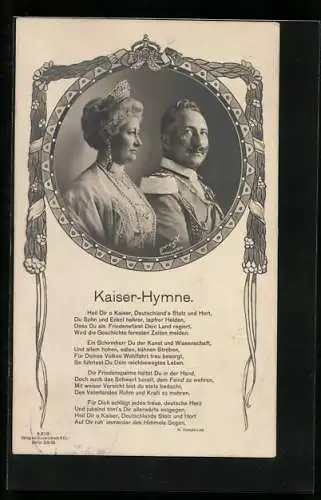 Kaiser-Hymne.
Heil Dir o Kaiser, Deutschland's Stolz und Hort,
Du Sohn und Enkel hehrer, tapfrer Helden,
Dass Du als Friedensfürst Dein Land regiert,
Wird die Geschichte fernsten Zeiten melden.
Ein Schirmherr Du der Kunst und Wissenschaft,
Und allem hohen, edlen, kühnen Streben,
Für Deines Volkes Wohlfahrt treu besorgt,
So führtest Du Dein reichbewegtes Leben.
Die Friedenspalme hältst Du in der Hand,
Doch auch das Schwert bereit, dem Feind zu wehren,
Mit weiser Vorsicht bist du stets bedacht,
Des Vaterlandes Ruhm und Kraft zu mehren.
Für Dich schlägt jedes treue, deutsche Herz
Und jubelnd tönt's Dir allerwärts entgegen,
Heil Dir o Kaiser, Deutschlands Stolz und Hort
Auf Dir ruh' immerdar des Himmels Segen.